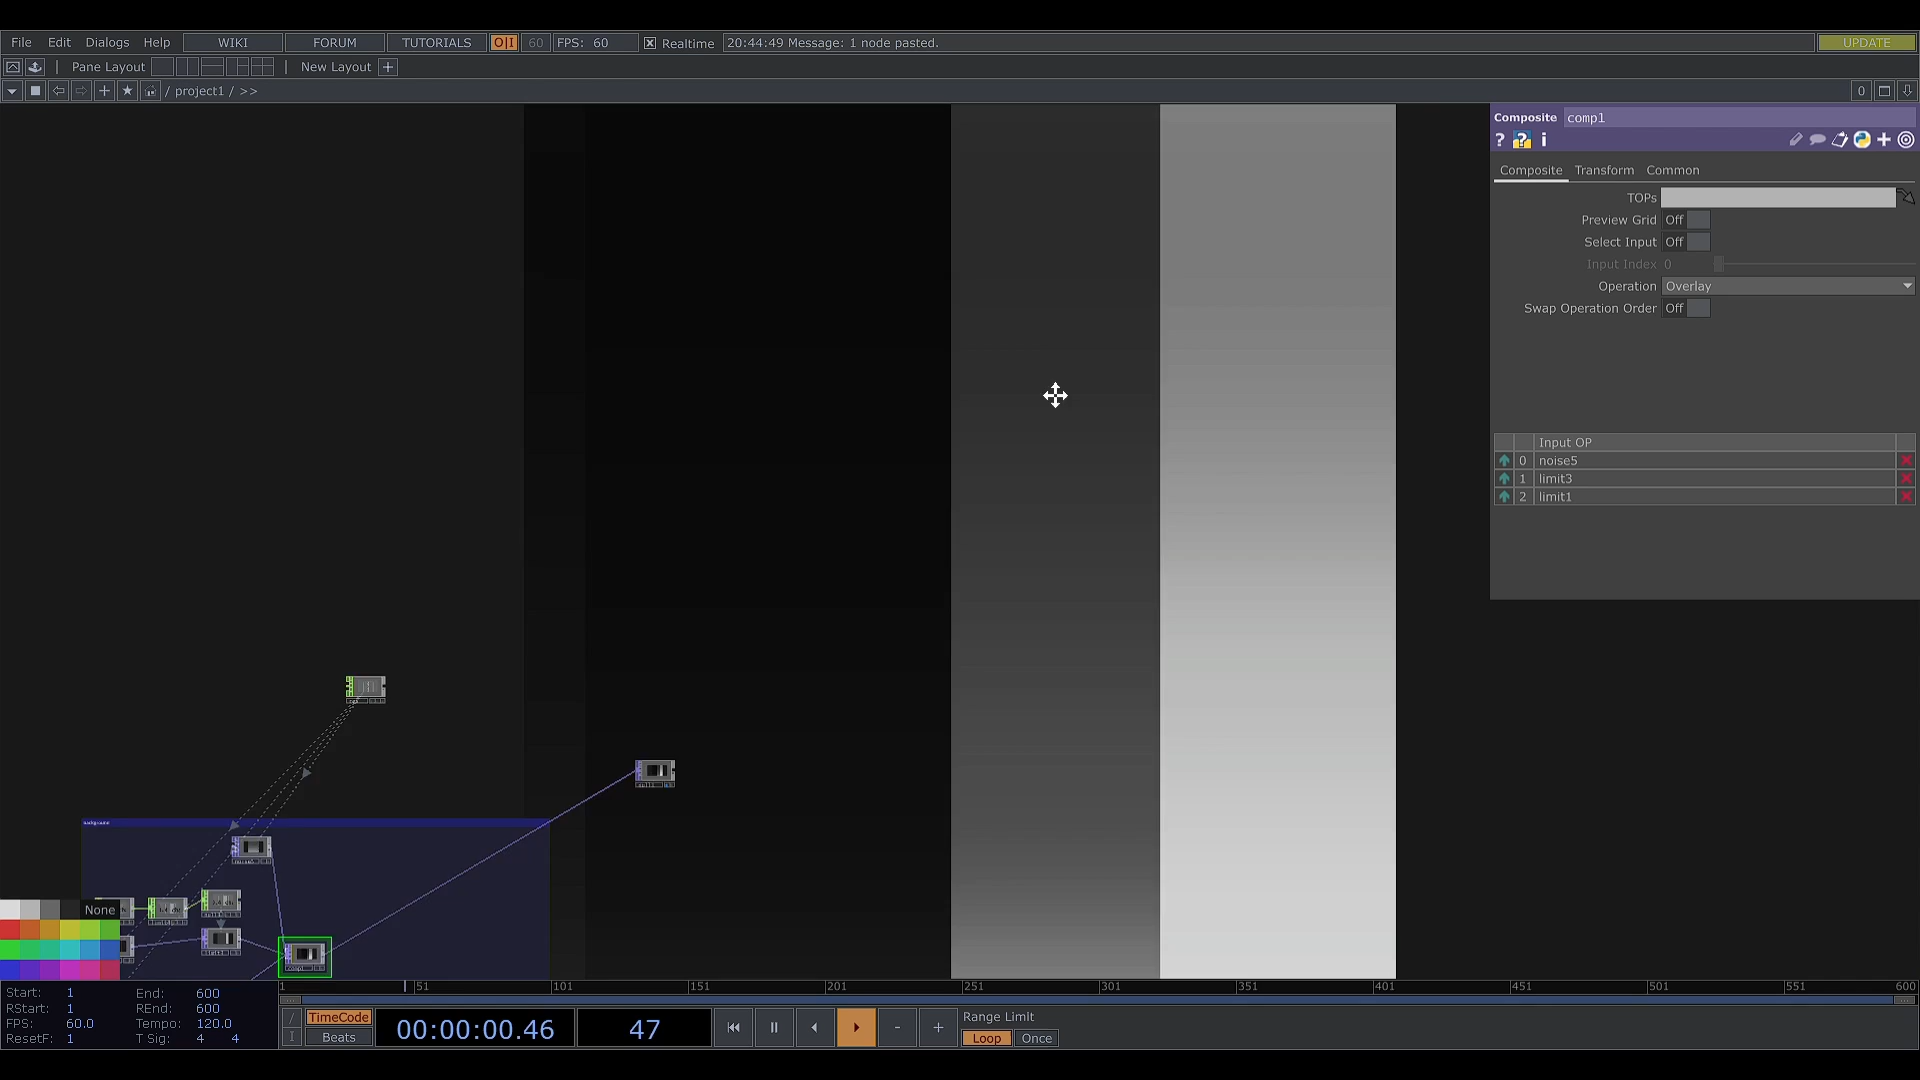 File Edit Dialogs Help WIKI FORUM TUTORIALS O|I 60 FPS: 60 Realtime 20:44:49 Message: 1 node pasted. UPDATE
Pane Layout New Layout +
/ project1 / >> 0
Composite comp1
? ? i
Composite Transform Common
TOPs
Preview Grid Off
Select Input Off
Input Index 0
Operation Overlay
Swap Operation Order Off
Input OP
0 noise5
1 limit3
2 limit1
background
None
1 51 101 151 201 251 301 351 401 451 501 551 600
Start: 1 End: 600
RStart: 1 REnd: 600
FPS: 60.0 Tempo: 120.0
ResetF: 1 T Sig: 4 4
TimeCode
Beats
00:00:00.46 47
- +
Range Limit
Loop Once